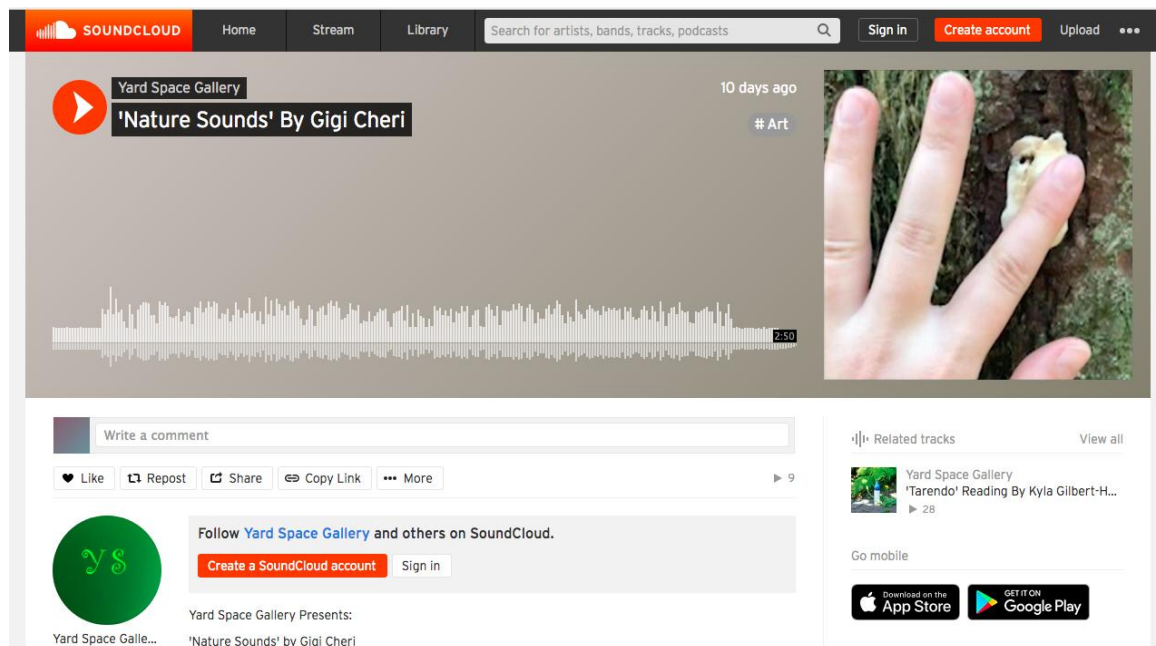 SOUNDCLOUD Home Stream Library Search for artists, bands, tracks, podcasts Sign in Create account Upload
Yard Space Gallery
'Nature Sounds' By Gigi Cheri
10 days ago
# Art
2:50
Write a comment
Like Repost Share Copy Link More 9
YS
Yard Space Galle...
Follow Yard Space Gallery and others on SoundCloud.
Create a SoundCloud account Sign in
Yard Space Gallery Presents:
'Nature Sounds' by Gigi Cheri
Related tracks View all
Yard Space Gallery
'Tarendo' Reading By Kyla Gilbert-H...
28
Go mobile
Download on the
App Store
GET IT ON
Google Play